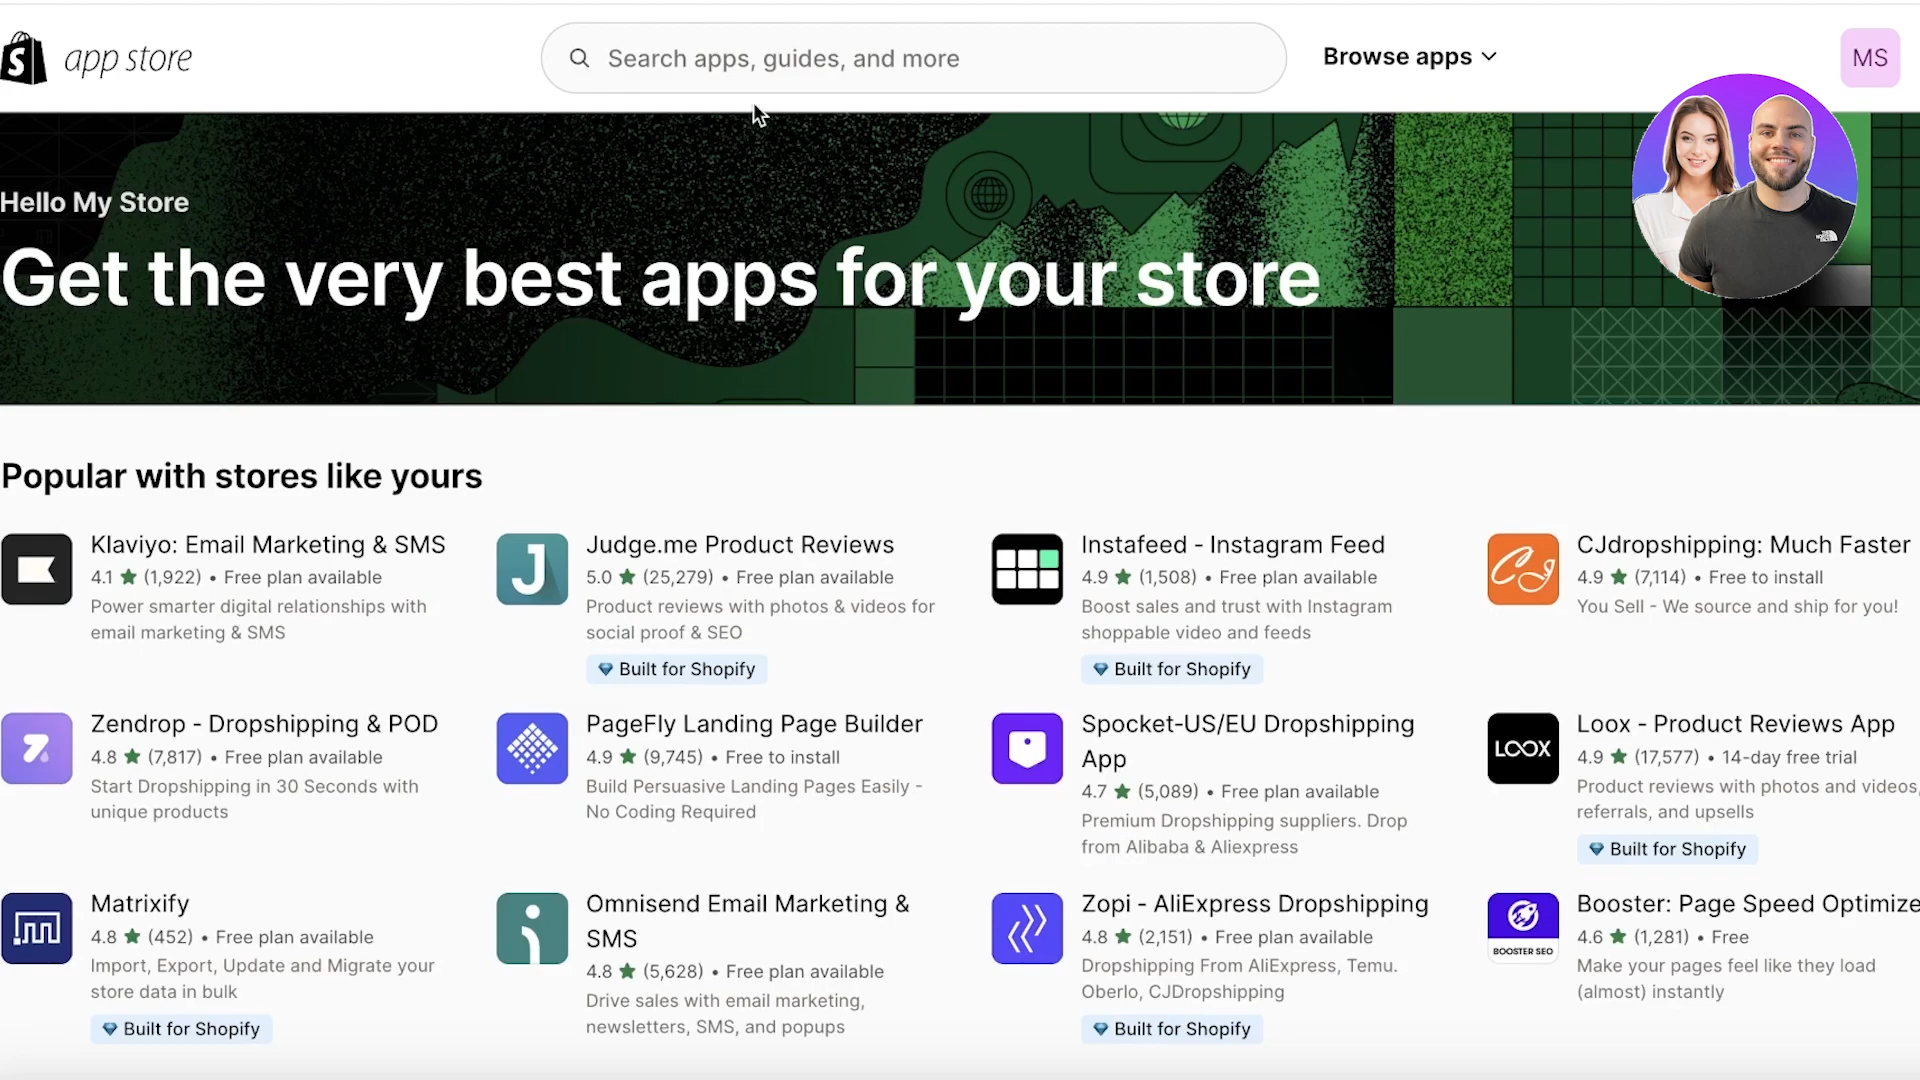 app store
Search apps, guides, and more
Browse apps
MS
Hello My Store
Get the very best apps for your store
THE NORTH FACE
Popular with stores like yours
Klaviyo: Email Marketing & SMS
4.1 ★ (1,922) • Free plan available
Power smarter digital relationships with
email marketing & SMS
Judge.me Product Reviews
5.0 ★ (25,279) • Free plan available
Product reviews with photos & videos for
social proof & SEO
Built for Shopify
Instafeed - Instagram Feed
4.9 ★ (1,508) • Free plan available
Boost sales and trust with Instagram
shoppable video and feeds
Built for Shopify
CJdropshipping: Much Faster
4.9 ★ (7,114) • Free to install
You Sell - We source and ship for you!
Zendrop - Dropshipping & POD
4.8 ★ (7,817) • Free plan available
Start Dropshipping in 30 Seconds with
unique products
PageFly Landing Page Builder
4.9 ★ (9,745) • Free to install
Build Persuasive Landing Pages Easily -
No Coding Required
Spocket-US/EU Dropshipping
App
4.7 ★ (5,089) • Free plan available
Premium Dropshipping suppliers. Drop
from Alibaba & Aliexpress
LOOX
Loox - Product Reviews App
4.9 ★ (17,577) • 14-day free trial
Product reviews with photos and videos,
referrals, and upsells
Built for Shopify
Matrixify
4.8 ★ (452) • Free plan available
Import, Export, Update and Migrate your
store data in bulk
Built for Shopify
Omnisend Email Marketing &
SMS
4.8 ★ (5,628) • Free plan available
Drive sales with email marketing,
newsletters, SMS, and popups
Zopi - AliExpress Dropshipping
4.8 ★ (2,151) • Free plan available
Dropshipping From AliExpress, Temu.
Oberlo, CJDropshipping
Built for Shopify
BOOSTER SEO
Booster: Page Speed Optimize
4.6 ★ (1,281) • Free
Make your pages feel like they load
(almost) instantly